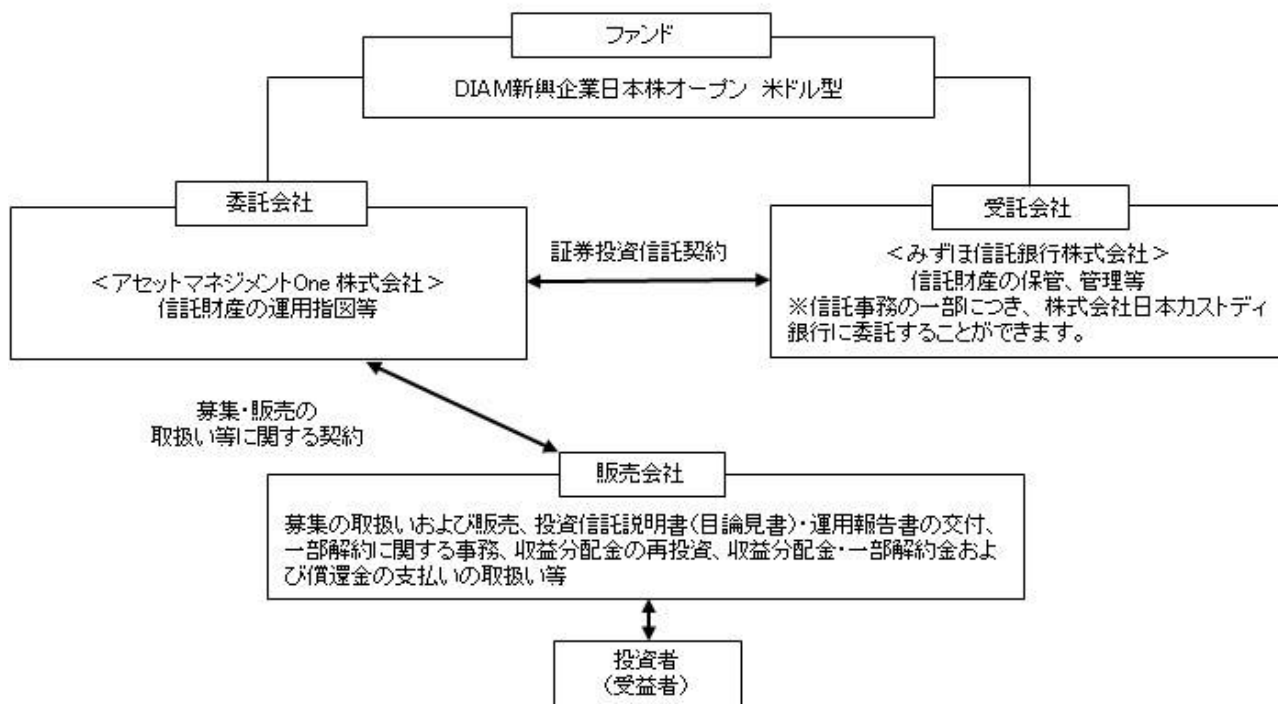 ファンド
DIAM新興企業日本株オープン 米ドル型
委託会社
<アセットマネジメントOne 株式会社>
信託財産の運用指図等
証券投資信託契約
受託会社
<みずほ信託銀行株式会社>
信託財産の保管、管理等
※信託事務の一部につき、株式会社日本カストディ
銀行に委託することができます。
募集・販売の
取扱い等に関する契約
販売会社
募集の取扱いおよび販売、投資信託説明書(目論見書)・運用報告書の交付、
一部解約に関する事務、収益分配金の再投資、収益分配金・一部解約金およ
び償還金の支払いの取扱い等
投資者
(受益者)